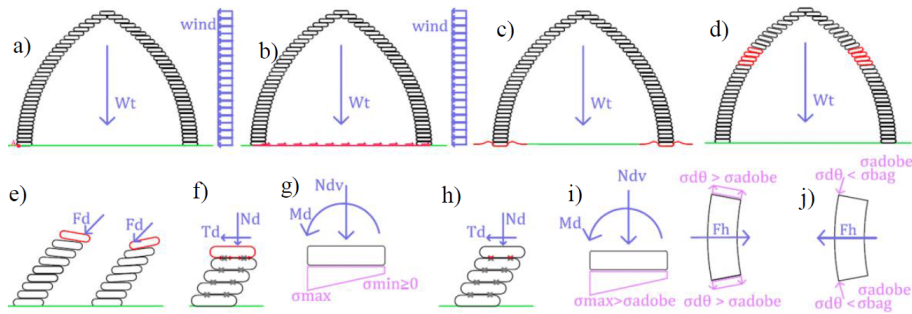 a)
wind
Wt
b)
wind
Wt
c)
Wt
d)
Wt
e)
Fd
Fd
f)
Nd
Td
g)
Ndv
Md
σmax
σmin≥0
h)
Nd
Td
i)
Ndv
Md
σmax>σadobe
σdθ > σadobe
Fh
σdθ > σadobe
j)
σadobe
σdθ < σbag
Fh
σadobe
σdθ <σbag